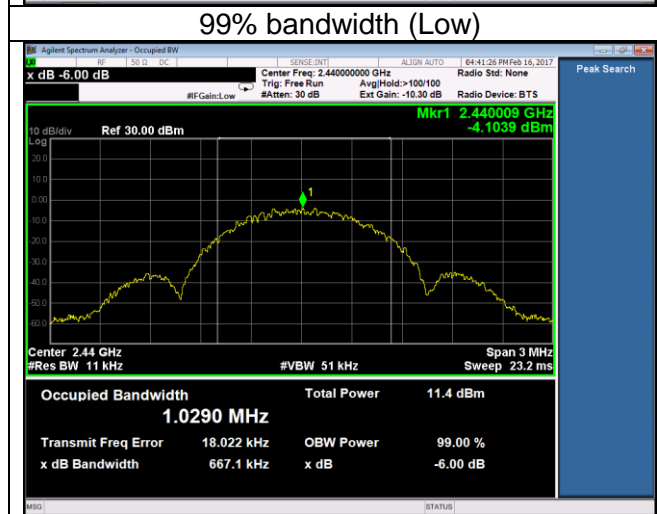 99% bandwidth (Low)
Agilent Spectrum Analyzer - Occupied BW
RF 50 Ω DC SENSE:INT ALIGN AUTO 04:41:26 PM Feb 16, 2017
x dB -6.00 dB Center Freq: 2.440000000 GHz Radio Std: None Peak Search
Trig: Free Run Avg|Hold:>100/100
#IFGain:Low #Atten: 30 dB Ext Gain: -10.30 dB Radio Device: BTS
Mkr1 2.440009 GHz
10 dB/div Ref 30.00 dBm -4.1039 dBm
Log
20.0
10.0
1
0.00
-10.0
-20.0
-30.0
-40.0
-50.0
-60.0
Center 2.44 GHz Span 3 MHz
#Res BW 11 kHz #VBW 51 kHz Sweep 23.2 ms
Occupied Bandwidth Total Power 11.4 dBm
1.0290 MHz
Transmit Freq Error 18.022 kHz OBW Power 99.00 %
x dB Bandwidth 667.1 kHz x dB -6.00 dB
MSG STATUS